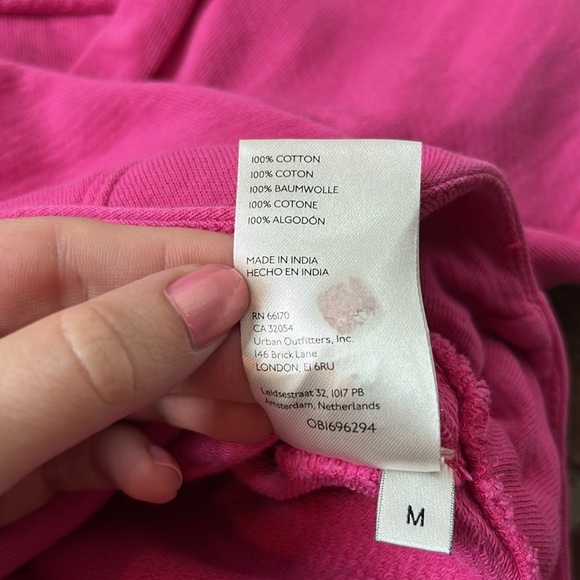 100% COTTON
100% COTON
100% BAUMWOLLE
100% COTONE
100% ALGODÓN
MADE IN INDIA
HECHO EN INDIA
RN 66170
CA 32054
Urban Outfitters, Inc.
146 Brick Lane
LONDON, E1 6RU
Leidsestraat 32, 1017 PB
Amsterdam, Netherlands
OB1696294
M